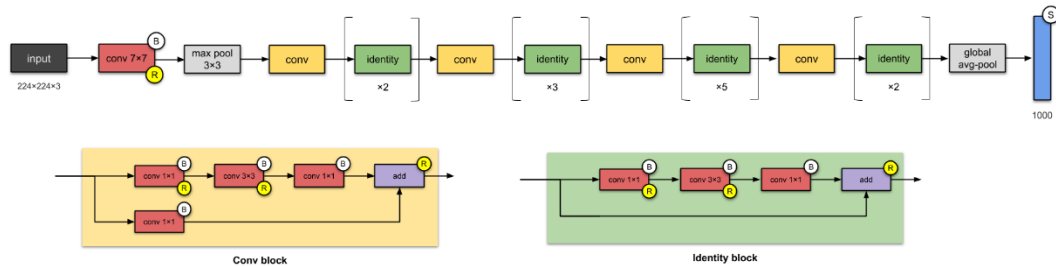 S
B
input
conv 7×7
R
max pool
3×3
conv
identity
conv
identity
conv
identity
conv
identity
global
avg-pool
224×224×3
×2
×3
×5
×2
1000
B
B
B
R
conv 1×1
conv 3×3
conv 1×1
add
R
R
B
conv 1×1
Conv block
B
B
B
R
conv 1×1
conv 3×3
conv 1×1
add
R
R
Identity block